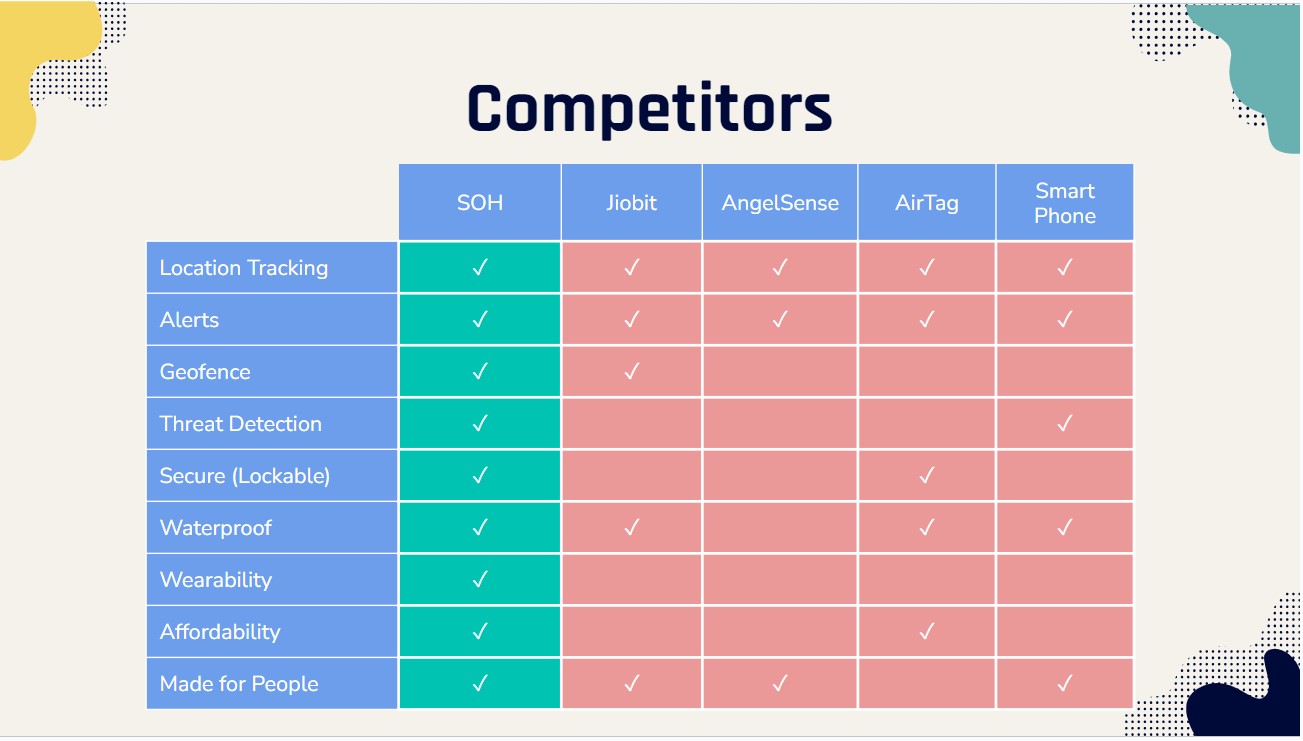 Competitors
SOH Jiobit AngelSense AirTag Smart
Phone
Location Tracking ✓ ✓ ✓ ✓ ✓
Alerts ✓ ✓ ✓ ✓ ✓
Geofence ✓ ✓
Threat Detection ✓ ✓
Secure (Lockable) ✓ ✓
Waterproof ✓ ✓ ✓ ✓
Wearability ✓
Affordability ✓ ✓
Made for People ✓ ✓ ✓ ✓